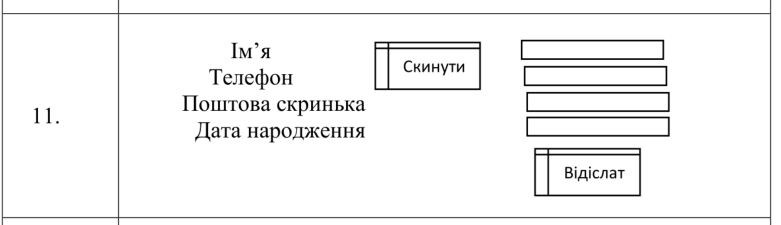 11.
Ім’я
Телефон
Поштова скринька
Дата народження
Скинути
Відіслат